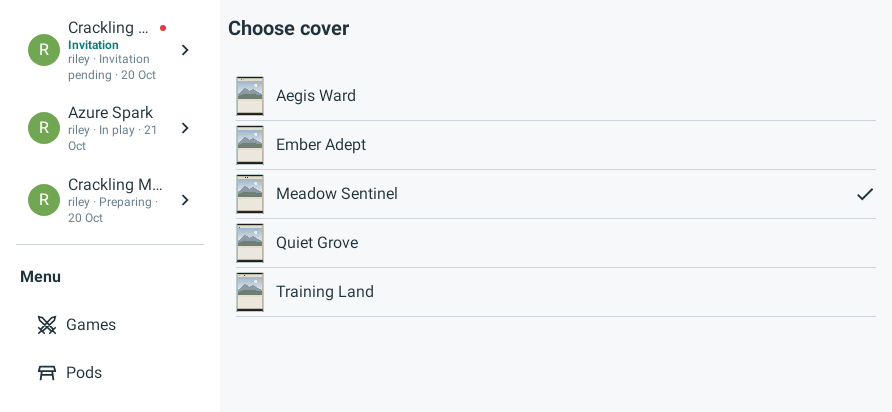 Crackling ...
Invitation
riley · Invitation
pending · 20 Oct
R
Azure Spark
riley · In play · 21
Oct
R
Crackling M...
riley · Preparing ·
20 Oct
R
Menu
Games
Pods
Choose cover
Aegis Ward
Ember Adept
Meadow Sentinel
Quiet Grove
Training Land